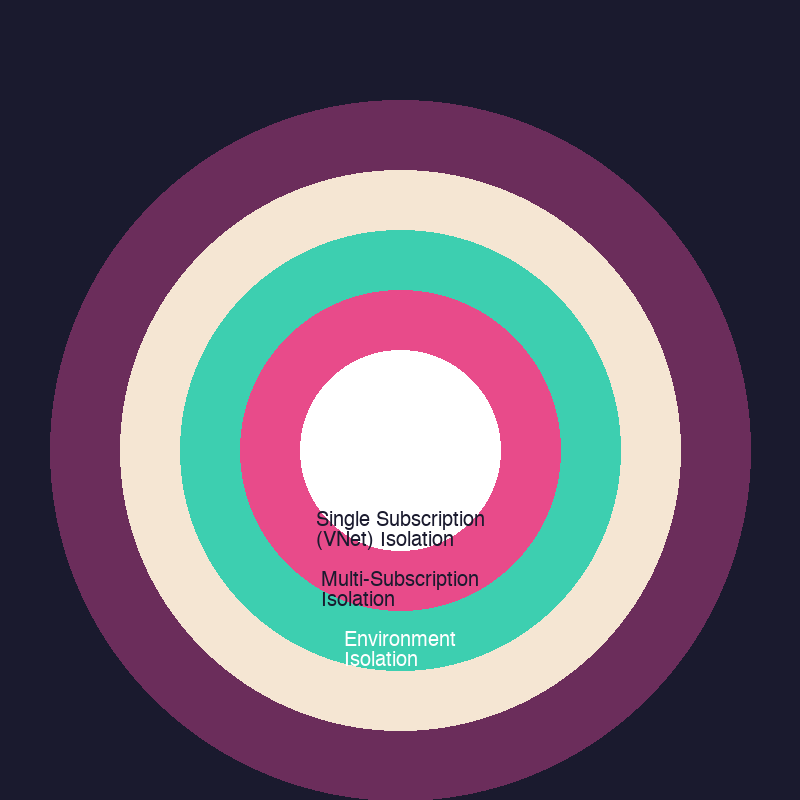 Single Subscription
(VNet) Isolation
Multi-Subscription
Isolation
Environment
Isolation